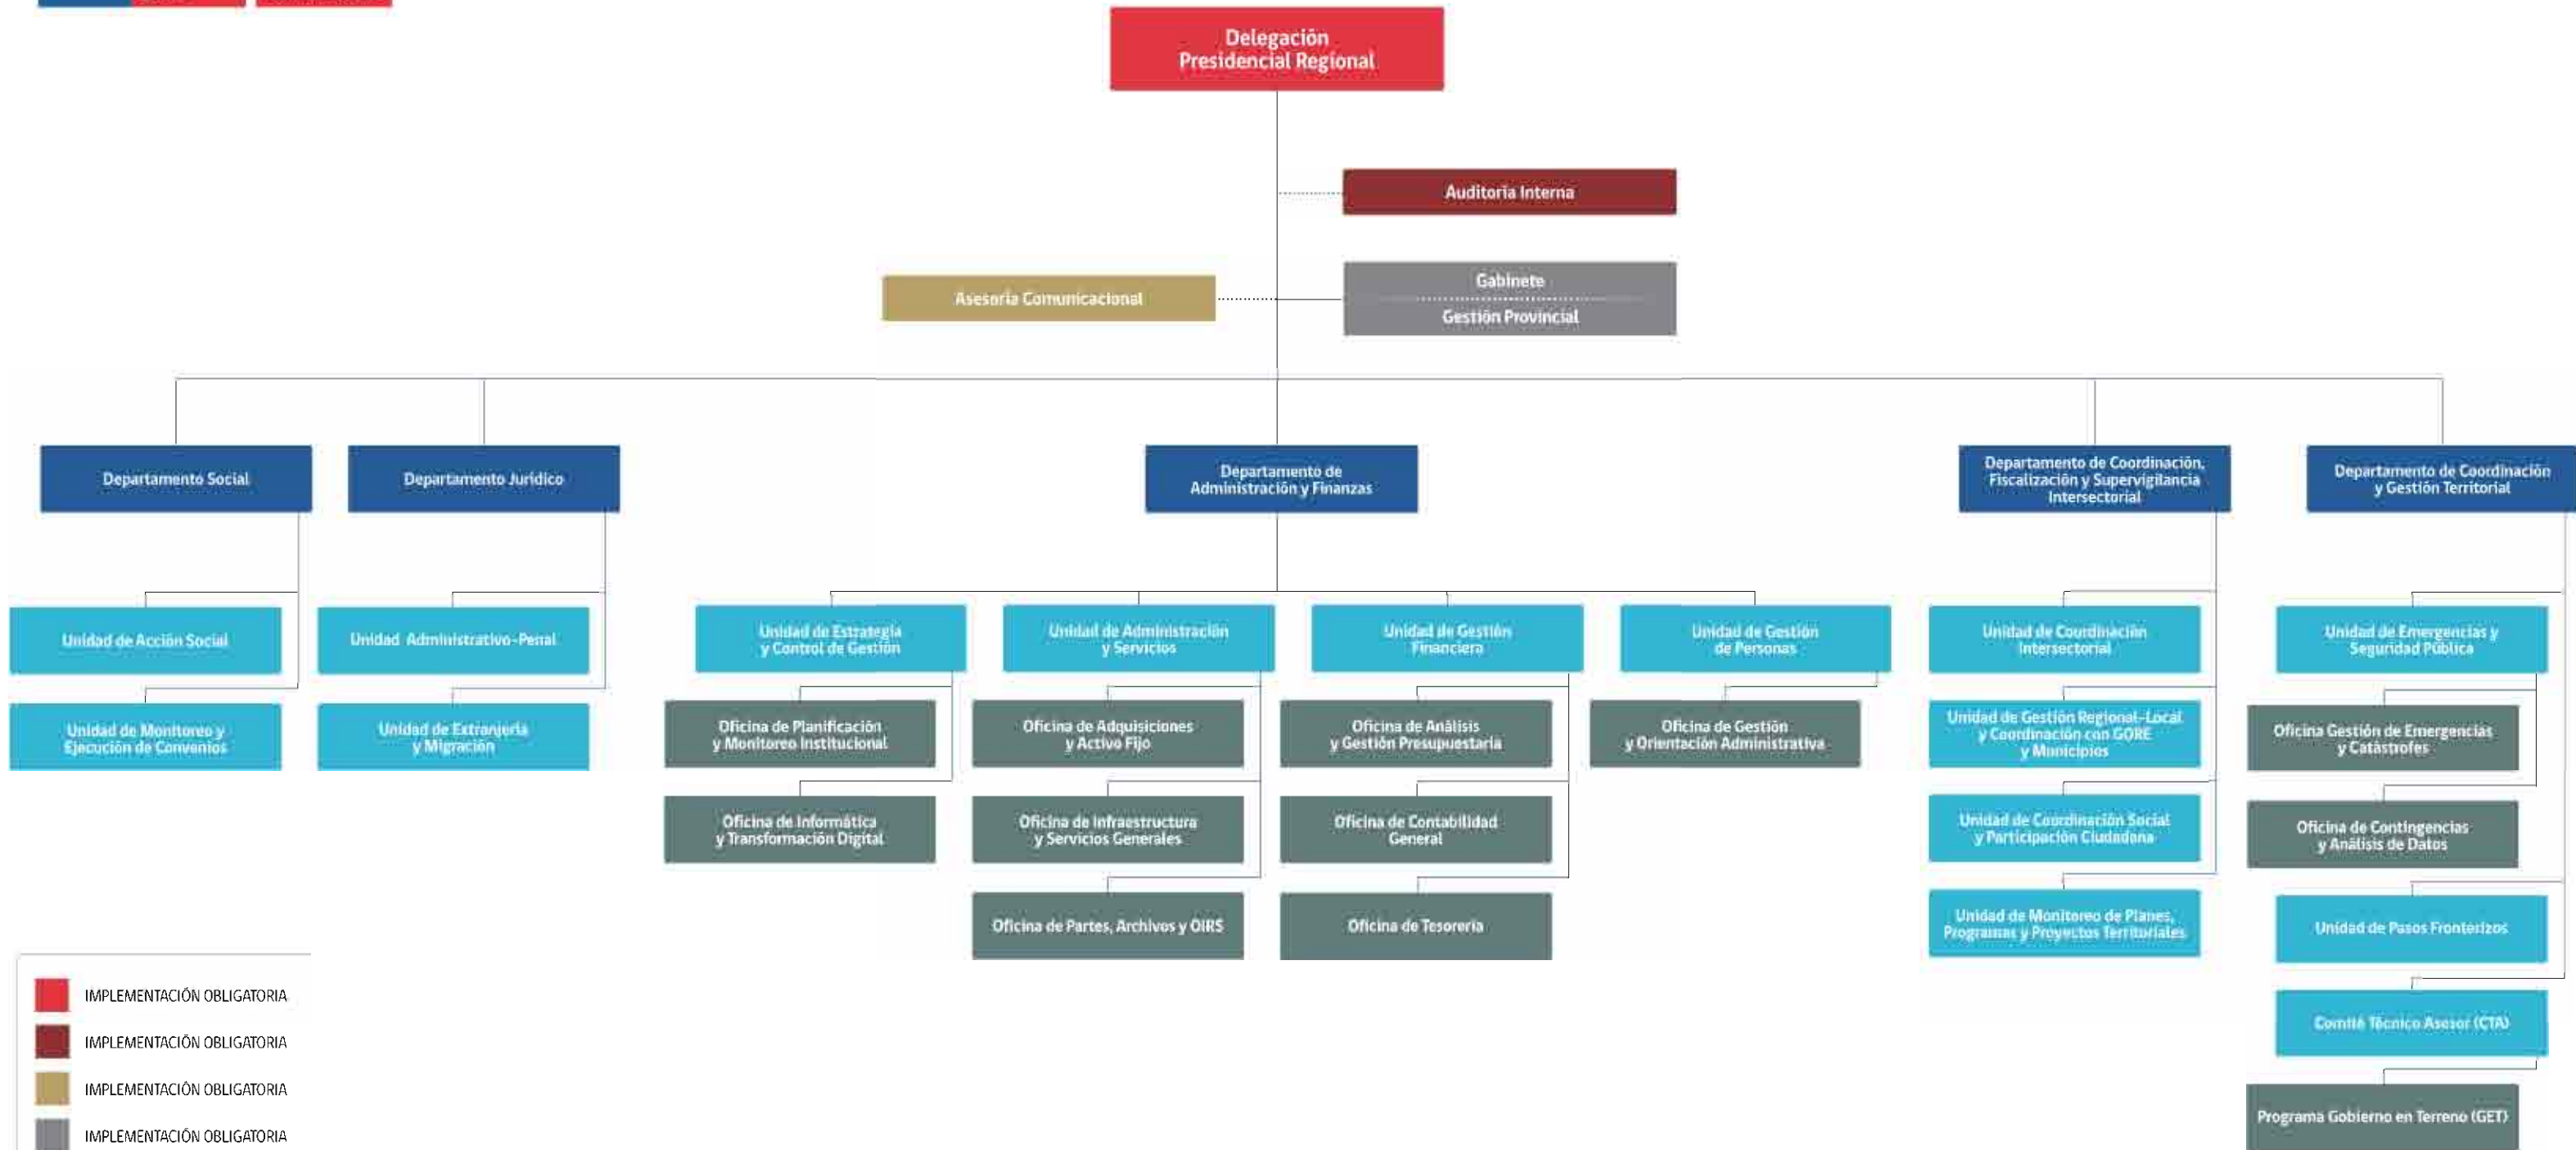 Delegación
Presidencial Regional
Auditoría Interna
Asesoría Comunicacional
Gabinete
Gestión Provincial
Departamento Social
Departamento Jurídico
Departamento de
Administración y Finanzas
Departamento de Coordinación,
Fiscalización y Supervigilancia
Intersectorial
Departamento de Coordinación
y Gestión Territorial
Unidad de Acción Social
Unidad de Monitoreo y
Ejecución de Convenios
Unidad Administrativo-Penal
Unidad de Extranjería
y Migración
Unidad de Estrategia
y Control de Gestión
Oficina de Planificación
y Monitoreo Institucional
Oficina de Informática
y Transformación Digital
Unidad de Administración
y Servicios
Oficina de Adquisiciones
y Activo Fijo
Oficina de Infraestructura
y Servicios Generales
Oficina de Partes, Archivos y OIRS
Unidad de Gestión
Financiera
Oficina de Análisis
y Gestión Presupuestaria
Oficina de Contabilidad
General
Oficina de Tesorería
Unidad de Gestión
de Personas
Oficina de Gestión
y Orientación Administrativa
Unidad de Coordinación
Intersectorial
Unidad de Gestión Regional-Local
y Coordinación con GORE
y Municipios
Unidad de Coordinación Social
y Participación Ciudadana
Unidad de Monitoreo de Planes,
Programas y Proyectos Territoriales
Unidad de Emergencias y
Seguridad Pública
Oficina Gestión de Emergencias
y Catástrofes
Oficina de Contingencias
y Análisis de Datos
Unidad de Pasos Fronterizos
Comité Técnico Asesor (CTA)
Programa Gobierno en Terreno (GET)
IMPLEMENTACIÓN OBLIGATORIA
IMPLEMENTACIÓN OBLIGATORIA
IMPLEMENTACIÓN OBLIGATORIA
IMPLEMENTACIÓN OBLIGATORIA